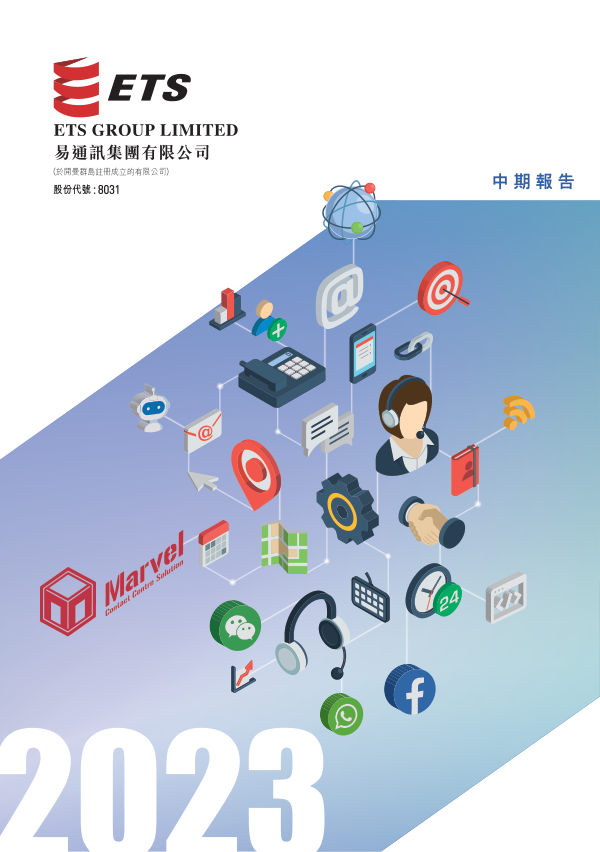 ETS
ETS GROUP LIMITED
易通訊集團有限公司
(於開曼群島註冊成立的有限公司)
股份代號 : 8031
中期報告
@
@
Marvel
Contact Centre Solution
24
</>
f
2023